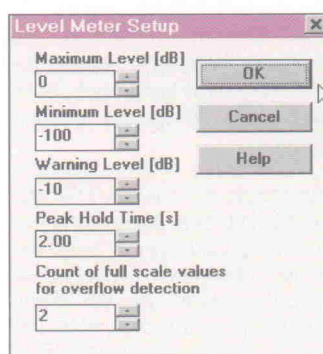 Level Meter Setup
Maximum Level [dB]
0
OK
Minimum Level [dB]
-100
Cancel
Warning Level [dB]
-10
Help
Peak Hold Time [s]
2.00
Count of full scale values
for overflow detection
2